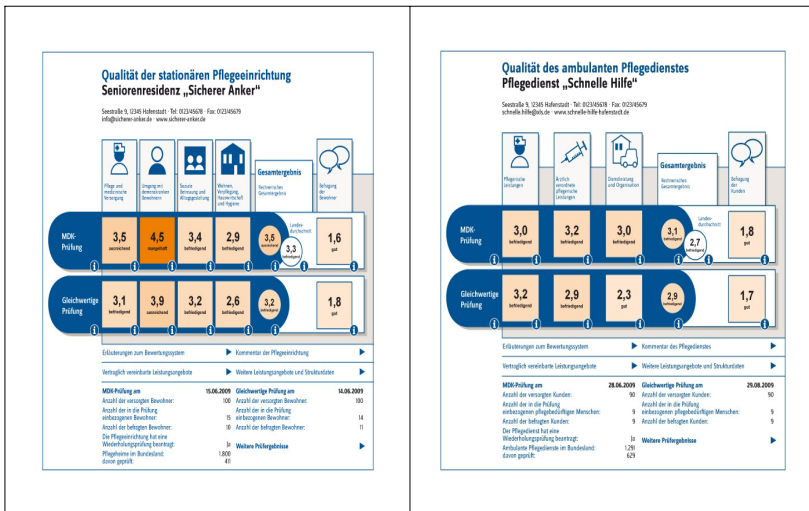 Qualität der stationären Pflegeeinrichtung
Seniorenresidenz „Sicherer Anker“
Seestraße 9, 12345 Hafenstadt · Tel: 0123/45678 · Fax: 0123/45679
info@sicherer-anker.de · www.sicherer-anker.de
Pflege und
medizinische
Versorgung
Umgang mit
demenzkranken
Bewohnern
Soziale
Betreuung und
Alltagsgestaltung
Wohnen,
Verpflegung,
Hauswirtschaft
und Hygiene
Gesamtergebnis
Rechnerisches
Gesamtergebnis
Befragung
der
Bewohner
MDK-
Prüfung
3,5
ausreichend
4,5
mangelhaft
3,4
befriedigend
2,9
befriedigend
3,5
ausreichend
Landes-
durchschnitt
3,3
befriedigend
1,6
gut
Gleichwertige
Prüfung
3,1
befriedigend
3,9
ausreichend
3,2
befriedigend
2,6
befriedigend
3,2
befriedigend
1,8
gut
Erläuterungen zum Bewertungssystem
Kommentar der Pflegeeinrichtung
Vertraglich vereinbarte Leistungsangebote
Weitere Leistungsangebote und Strukturdaten
MDK-Prüfung am 15.06.2009
Anzahl der versorgten Bewohner: 100
Anzahl der in die Prüfung
einbezogenen Bewohner: 15
Anzahl der befragten Bewohner: 10
Die Pflegeeinrichtung hat eine
Wiederholungsprüfung beantragt: Ja
Pflegeheime im Bundesland: 1.800
davon geprüft: 411
Gleichwertige Prüfung am 14.06.2009
Anzahl der versorgten Bewohner: 100
Anzahl der in die Prüfung
einbezogenen Bewohner: 14
Anzahl der befragten Bewohner: 11
Weitere Prüfergebnisse
Qualität des ambulanten Pflegedienstes
Pflegedienst „Schnelle Hilfe“
Seestraße 9, 12345 Hafenstadt · Tel: 0123/45678 · Fax: 0123/45679
schnelle.hilfe@xls.de · www.schnelle-hilfe-hafenstadt.de
Pflegerische
Leistungen
Ärztlich
verordnete
pflegerische
Leistungen
Dienstleistung
und Organisation
Gesamtergebnis
Rechnerisches
Gesamtergebnis
Befragung
der
Kunden
MDK-
Prüfung
3,0
befriedigend
3,2
befriedigend
3,0
befriedigend
3,1
befriedigend
Landes-
durchschnitt
2,7
befriedigend
1,8
gut
Gleichwertige
Prüfung
3,2
befriedigend
2,9
befriedigend
2,3
gut
2,9
befriedigend
1,7
gut
Erläuterungen zum Bewertungssystem
Kommentar des Pflegedienstes
Vertraglich vereinbarte Leistungsangebote
Weitere Leistungsangebote und Strukturdaten
MDK-Prüfung am 28.06.2009
Anzahl der versorgten Kunden: 90
Anzahl der in die Prüfung
einbezogenen pflegebedürftigen Menschen: 9
Anzahl der befragten Kunden: 9
Der Pflegedienst hat eine
Wiederholungsprüfung beantragt: Ja
Ambulante Pflegedienste im Bundesland: 1.291
davon geprüft: 629
Gleichwertige Prüfung am 29.08.2009
Anzahl der versorgten Kunden: 90
Anzahl der in die Prüfung
einbezogenen pflegebedürftigen Menschen: 9
Anzahl der befragten Kunden: 9
Weitere Prüfergebnisse